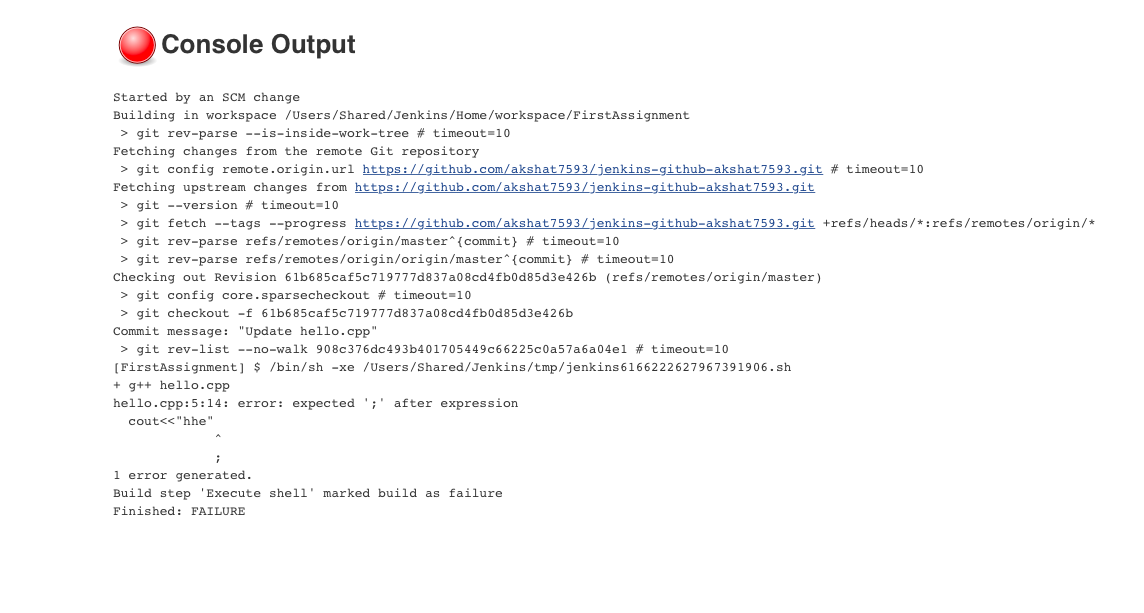 Console Output
Started by an SCM change
Building in workspace /Users/Shared/Jenkins/Home/workspace/FirstAssignment
 > git rev-parse --is-inside-work-tree # timeout=10
Fetching changes from the remote Git repository
 > git config remote.origin.url https://github.com/akshat7593/jenkins-github-akshat7593.git # timeout=10
Fetching upstream changes from https://github.com/akshat7593/jenkins-github-akshat7593.git
 > git --version # timeout=10
 > git fetch --tags --progress https://github.com/akshat7593/jenkins-github-akshat7593.git +refs/heads/*:refs/remotes/origin/*
 > git rev-parse refs/remotes/origin/master^{commit} # timeout=10
 > git rev-parse refs/remotes/origin/origin/master^{commit} # timeout=10
Checking out Revision 61b685caf5c719777d837a08cd4fb0d85d3e426b (refs/remotes/origin/master)
 > git config core.sparsecheckout # timeout=10
 > git checkout -f 61b685caf5c719777d837a08cd4fb0d85d3e426b
Commit message: "Update hello.cpp"
 > git rev-list --no-walk 908c376dc493b401705449c66225c0a57a6a04e1 # timeout=10
[FirstAssignment] $ /bin/sh -xe /Users/Shared/Jenkins/tmp/jenkins6166222627967391906.sh
+ g++ hello.cpp
hello.cpp:5:14: error: expected ';' after expression
  cout<<"hhe"
             ^
             ;
1 error generated.
Build step 'Execute shell' marked build as failure
Finished: FAILURE